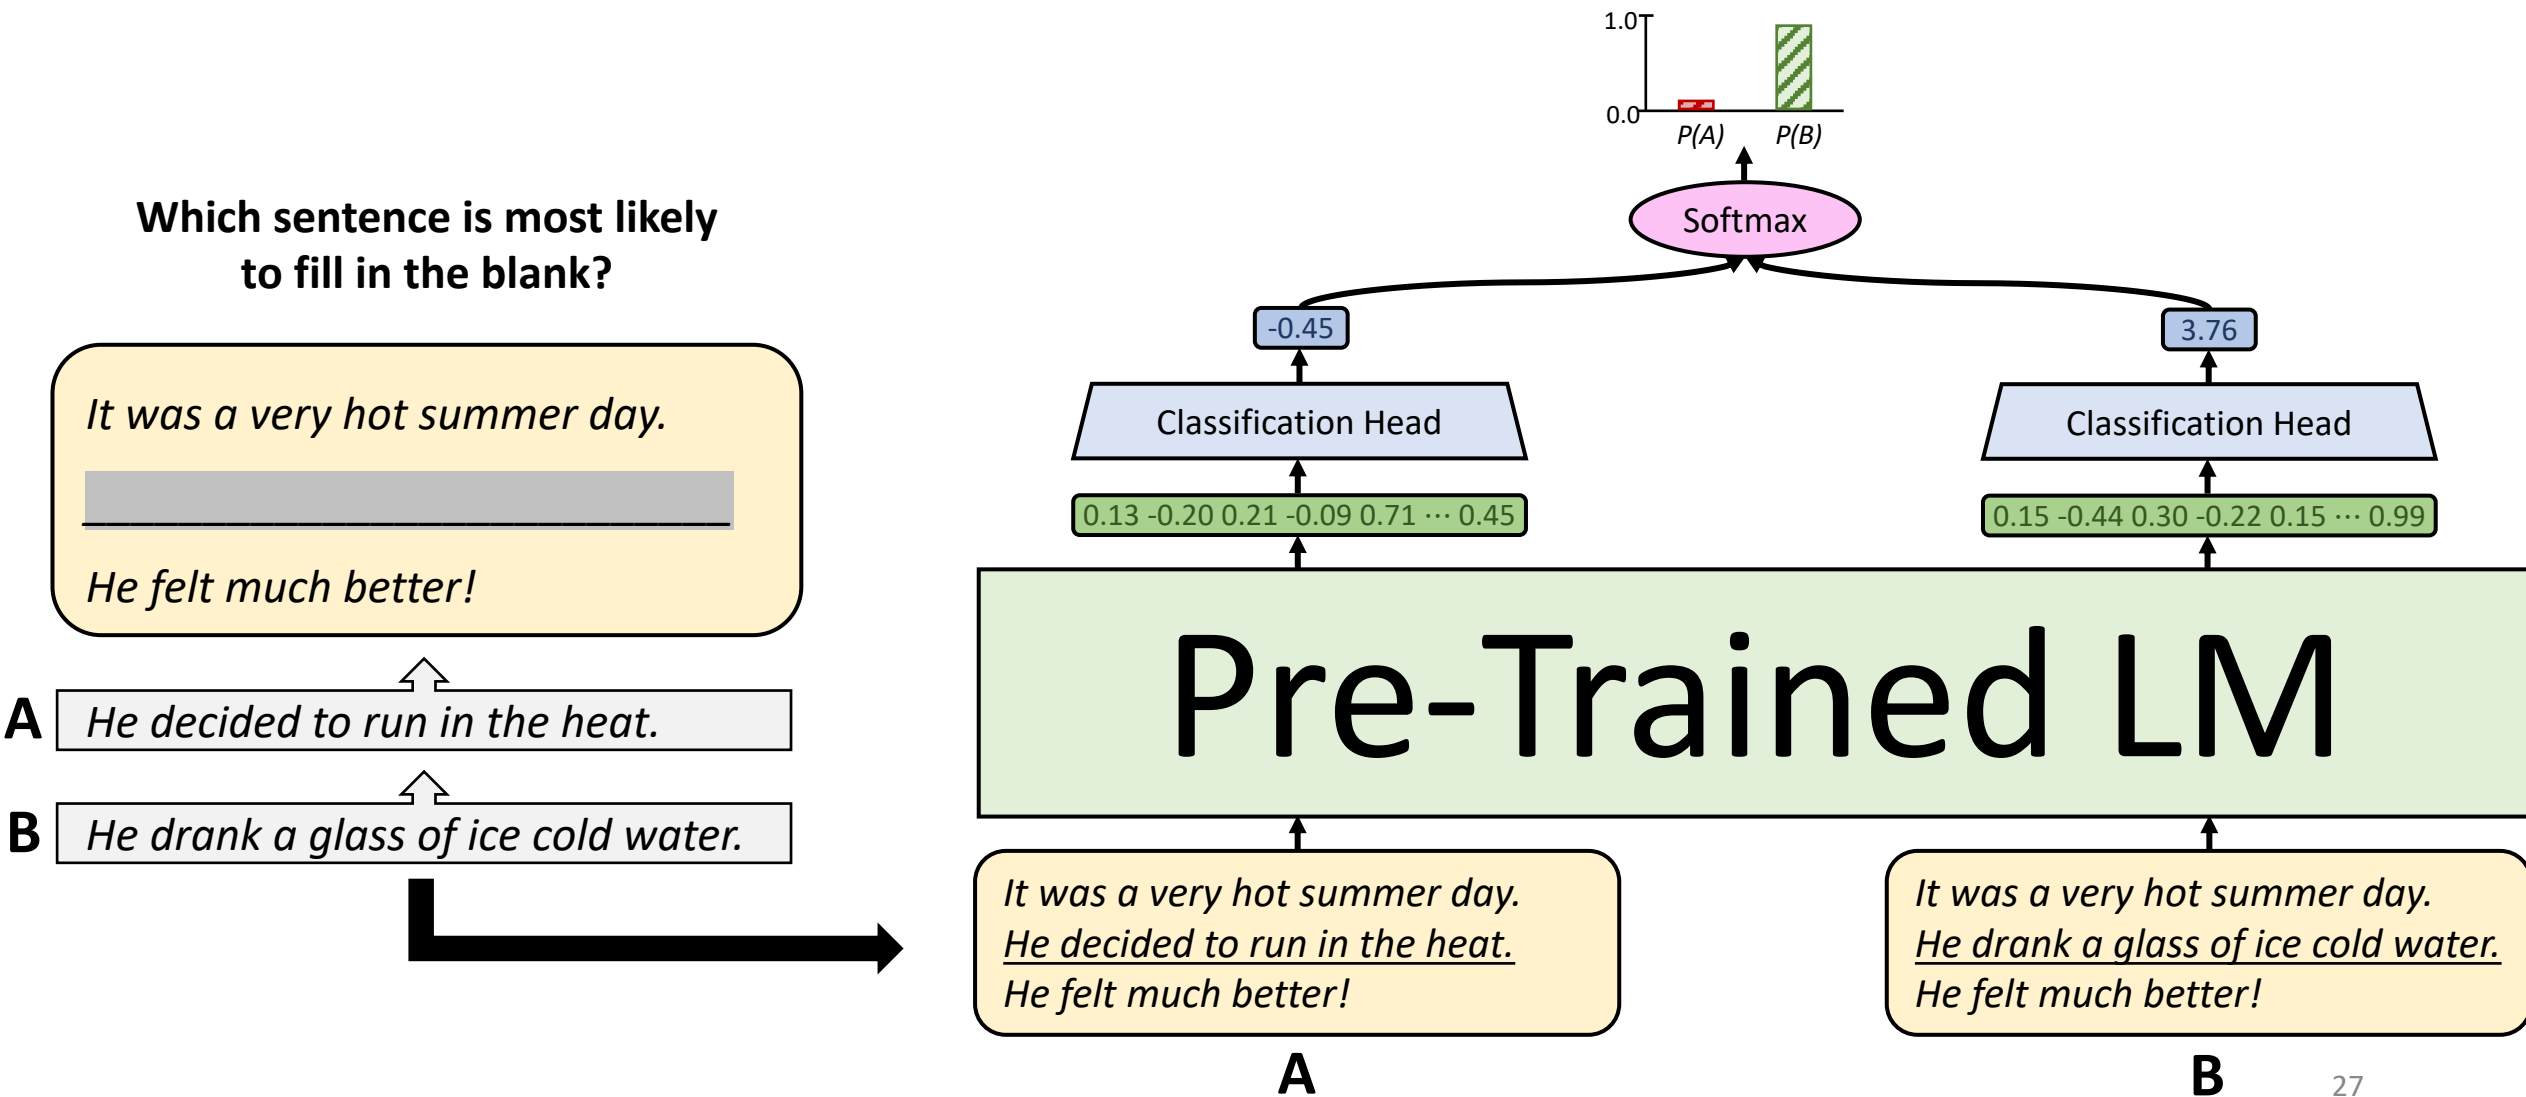 Which sentence is most likely
to fill in the blank?
It was a very hot summer day.
He felt much better!
A
He decided to run in the heat.
B
He drank a glass of ice cold water.
1.0
0.0
P(A)
P(B)
Softmax
-0.45
3.76
Classification Head
Classification Head
0.13 -0.20 0.21 -0.09 0.71 ··· 0.45
0.15 -0.44 0.30 -0.22 0.15 ··· 0.99
Pre-Trained LM
It was a very hot summer day.
He decided to run in the heat.
He felt much better!
A
It was a very hot summer day.
He drank a glass of ice cold water.
He felt much better!
B
27